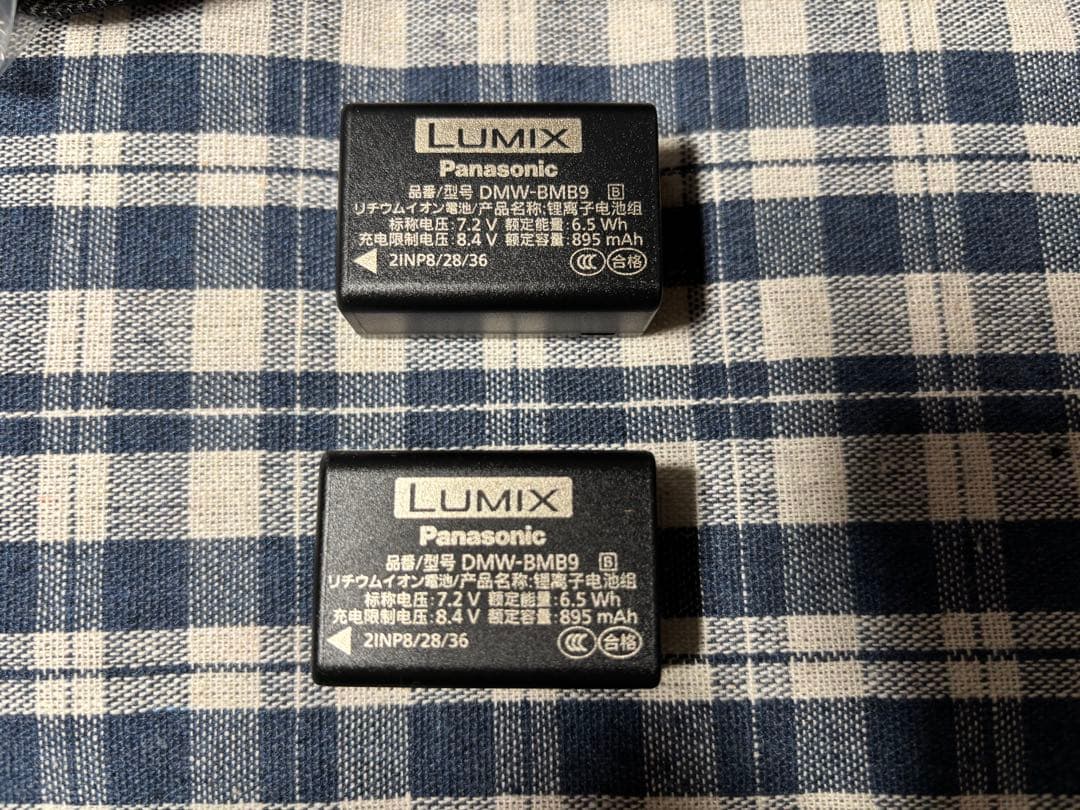 LUMIX
Panasonic
品番/型号 DMW-BMB9 B
リチウムイオン電池/产品名称:锂离子电池组
标称电压:7.2 V 额定能量:6.5 Wh
充电限制电压:8.4 V 额定容量:895 mAh
2INP8/28/36 CCC 合格
LUMIX
Panasonic
品番/型号 DMW-BMB9 B
リチウムイオン電池/产品名称:锂离子电池组
标称电压:7.2 V 额定能量:6.5 Wh
充电限制电压:8.4 V 额定容量:895 mAh
2INP8/28/36 CCC 合格